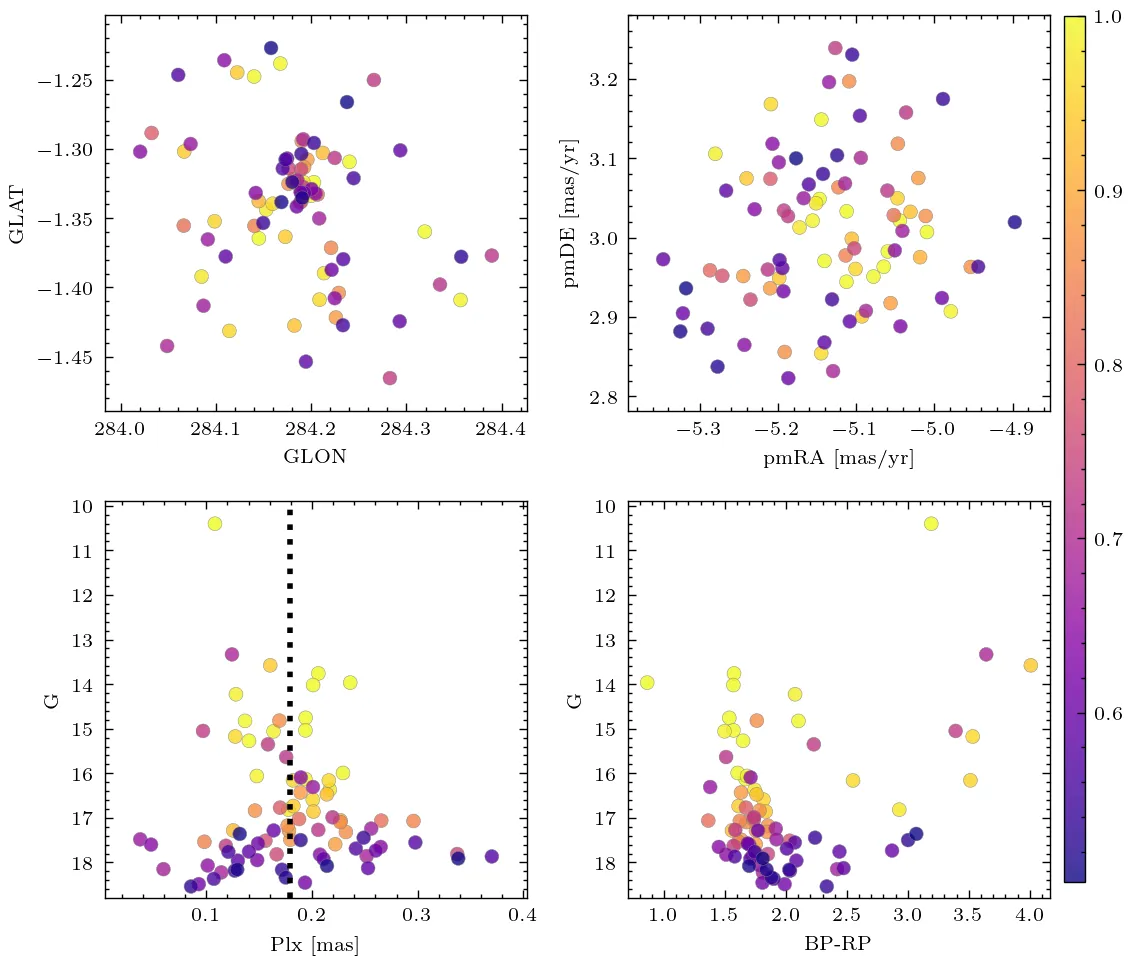 −1.25
−1.30
−1.35
−1.40
−1.45
GLAT
284.0 284.1 284.2 284.3 284.4
GLON
3.2
3.1
3.0
2.9
2.8
pmDE [mas/yr]
−5.3 −5.2 −5.1 −5.0 −4.9
pmRA [mas/yr]
1.0
0.9
0.8
0.7
0.6
10
11
12
13
14
15
16
17
18
G
0.1 0.2 0.3 0.4
Plx [mas]
10
11
12
13
14
15
16
17
18
G
1.0 1.5 2.0 2.5 3.0 3.5 4.0
BP-RP